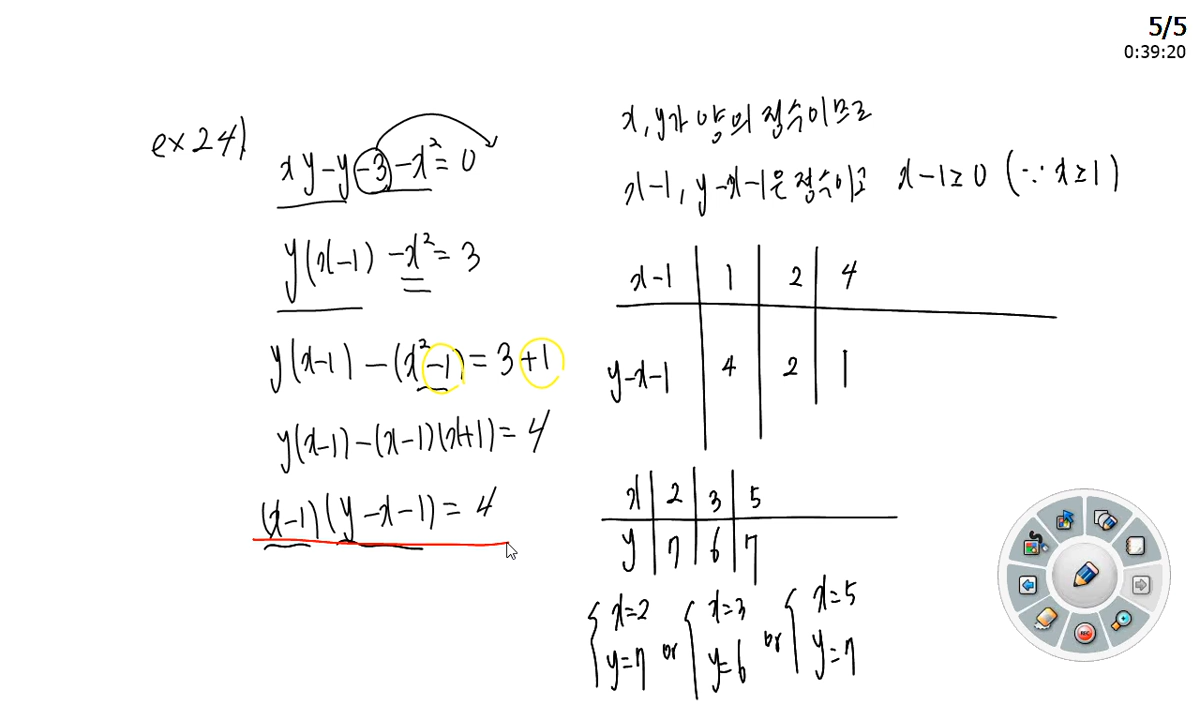 5/5
0:39:20
ex 24)
xy-y-3-x²=0
y(x-1)-x²=3
y(x-1)-(x²-1)=3+1
y(x-1)-(x-1)(x+1)=4
(x-1)(y-x-1)=4
x, y가 양의 정수이므로
x-1, y-x-1은 정수이고 x-1≥0 (∵x≥1)
x-1 1 2 4
y-x-1 4 2 1
x 2 3 5
y 7 6 7
{x=2 y=7 or {x=3 y=6 or {x=5 y=7
REC